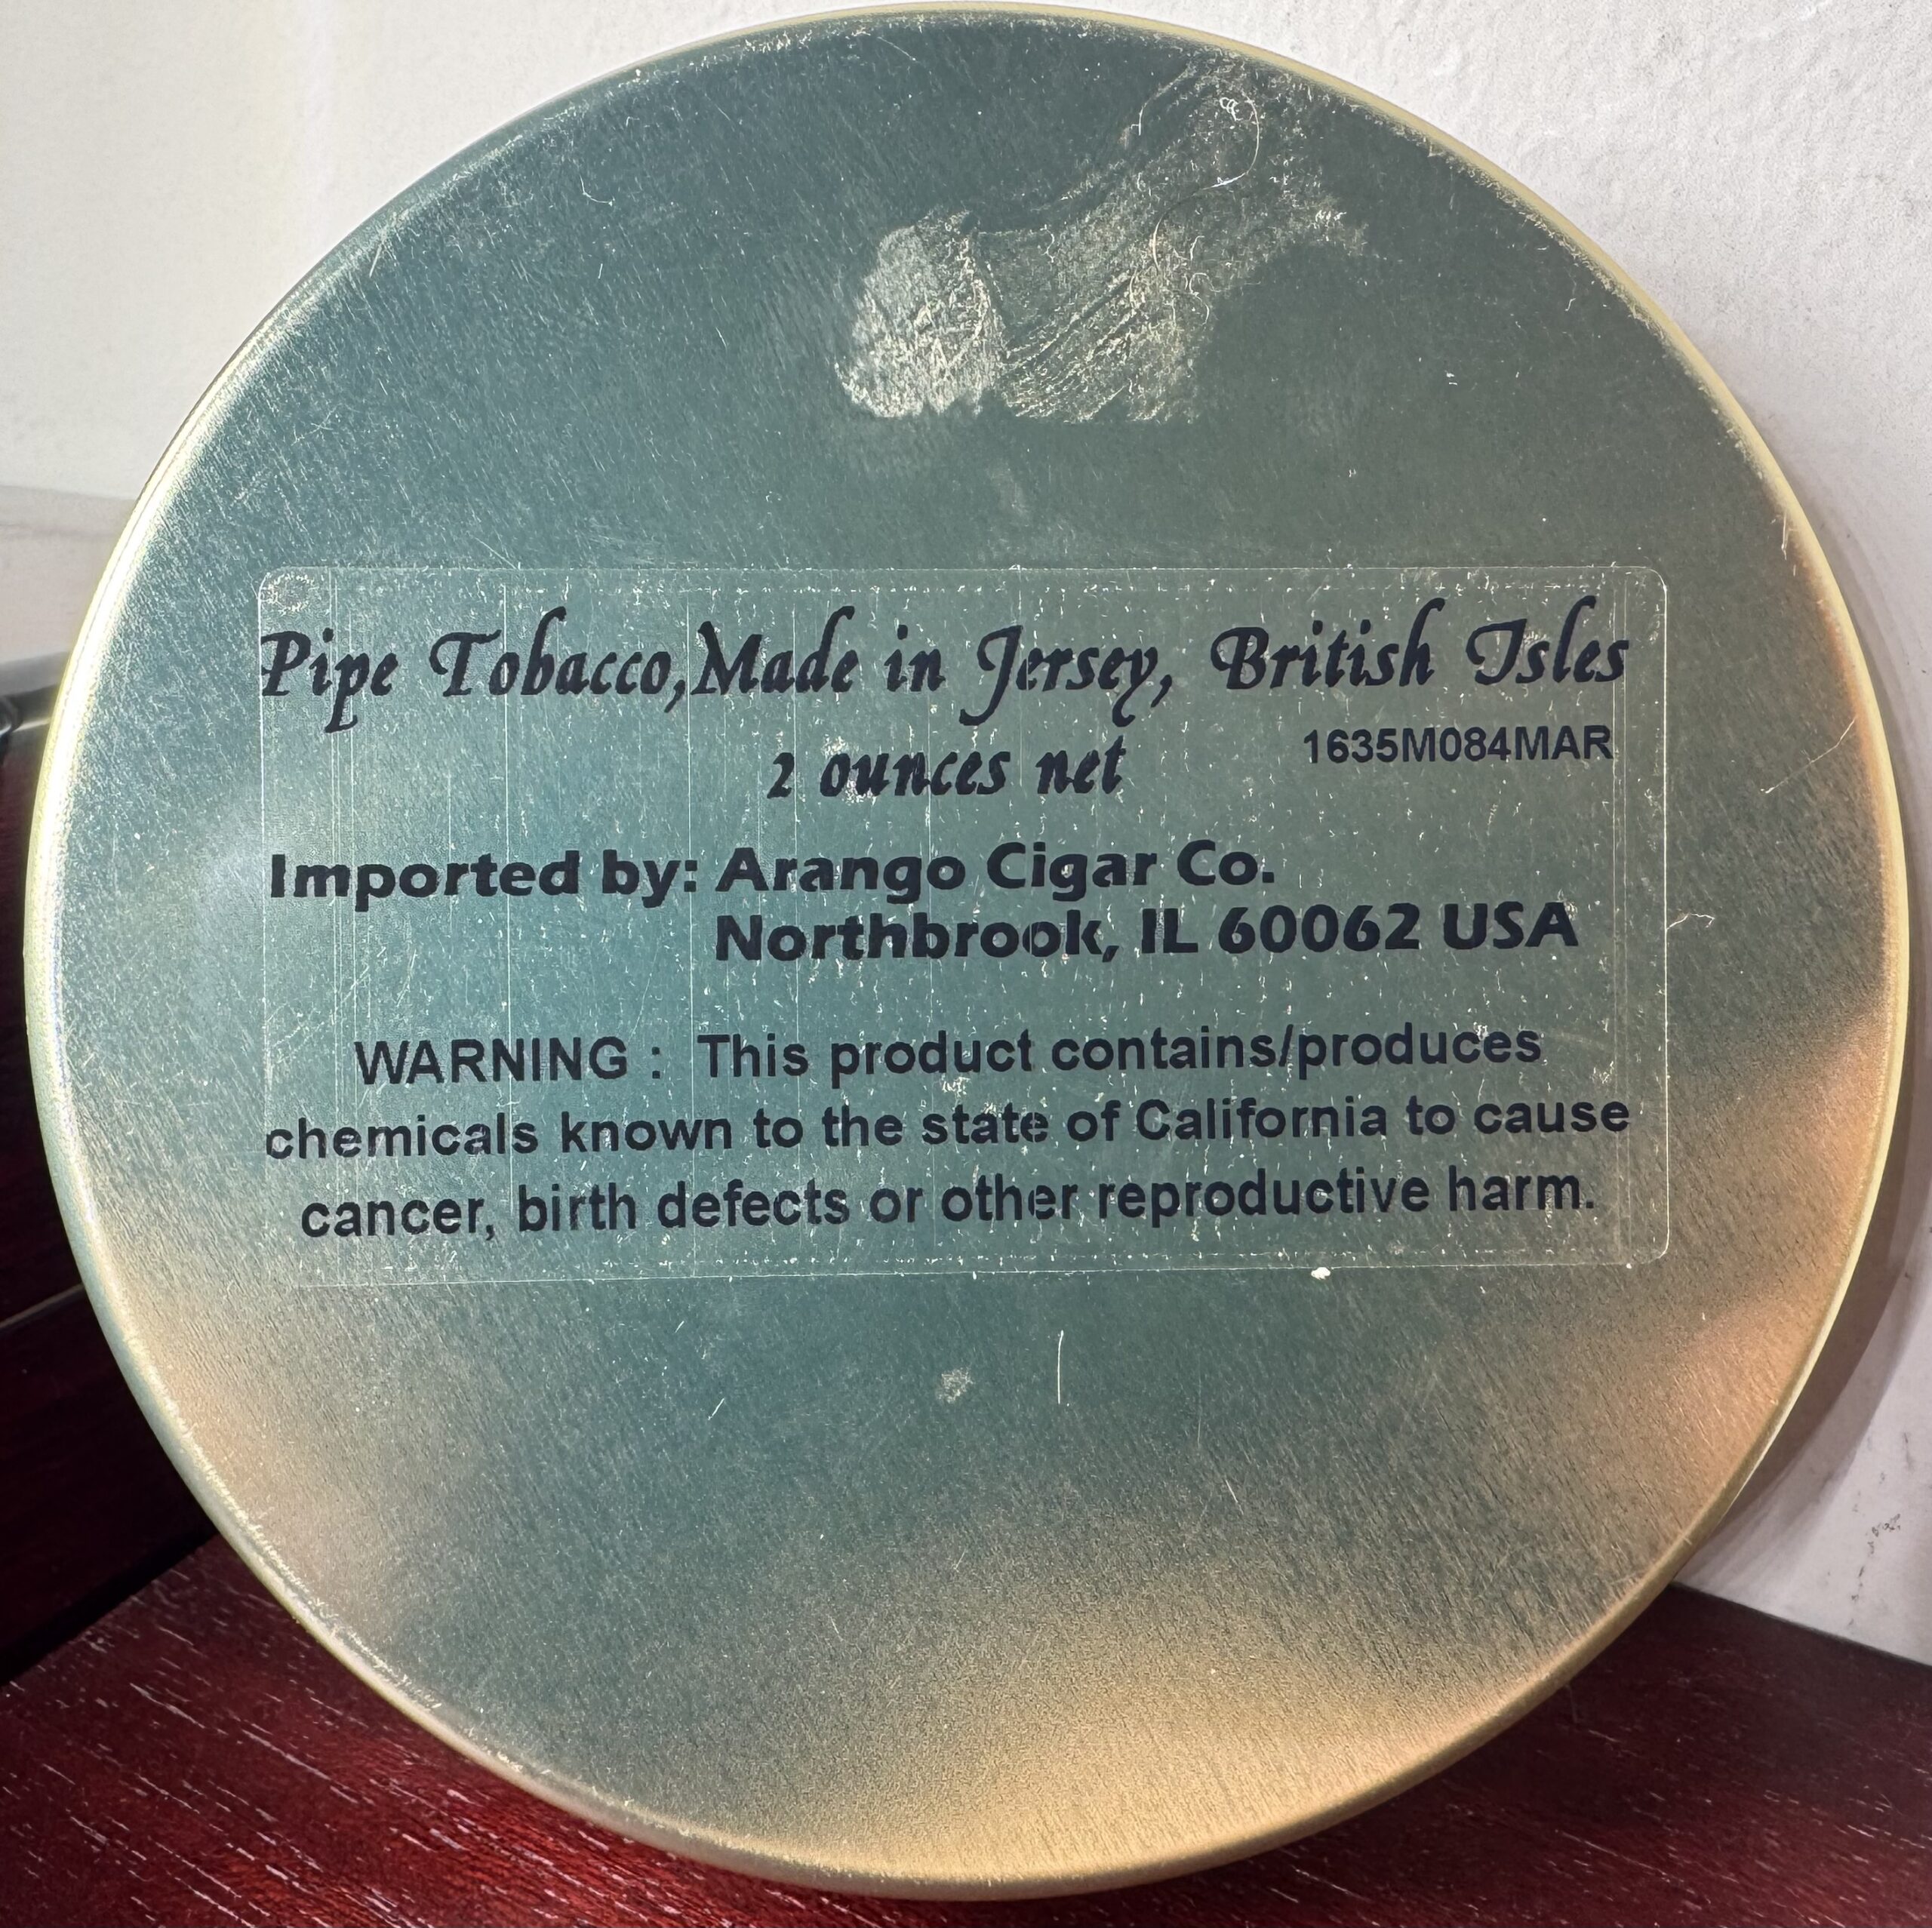 Pipe Tobacco,Made in Jersey, British Isles
2 ounces net 1635M084MAR
Imported by: Arango Cigar Co.
Northbrook, IL 60062 USA
WARNING : This product contains/produces
chemicals known to the state of California to cause
cancer, birth defects or other reproductive harm.